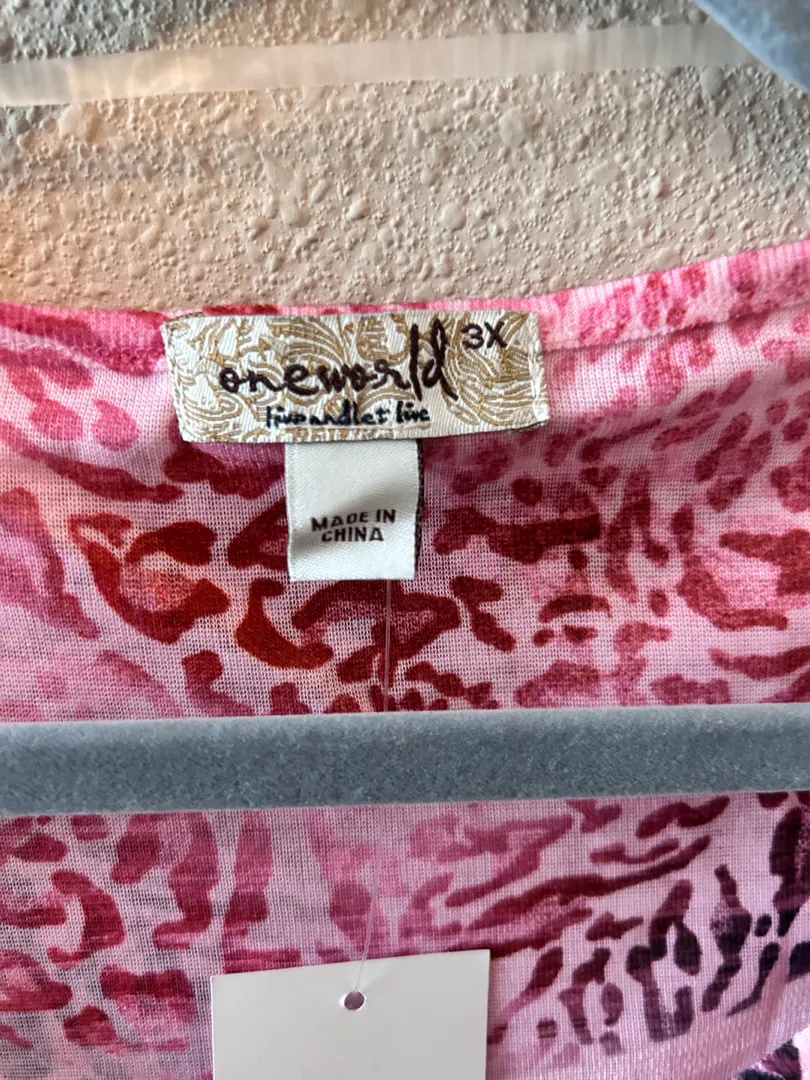 oneworld 3X
live and let live
MADE IN
CHINA